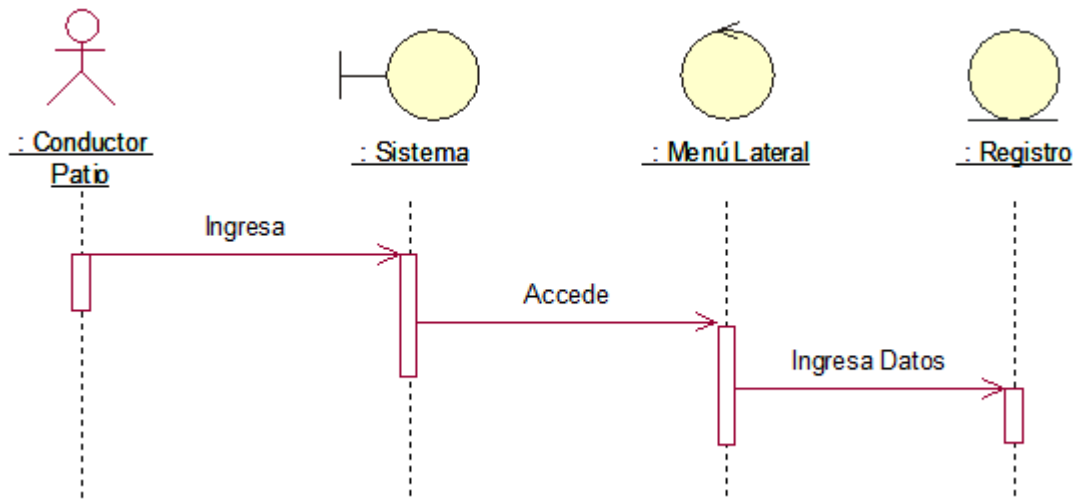 : Conductor
Patio
: Sistema
: Menú Lateral
: Registro
Ingresa
Accede
Ingresa Datos